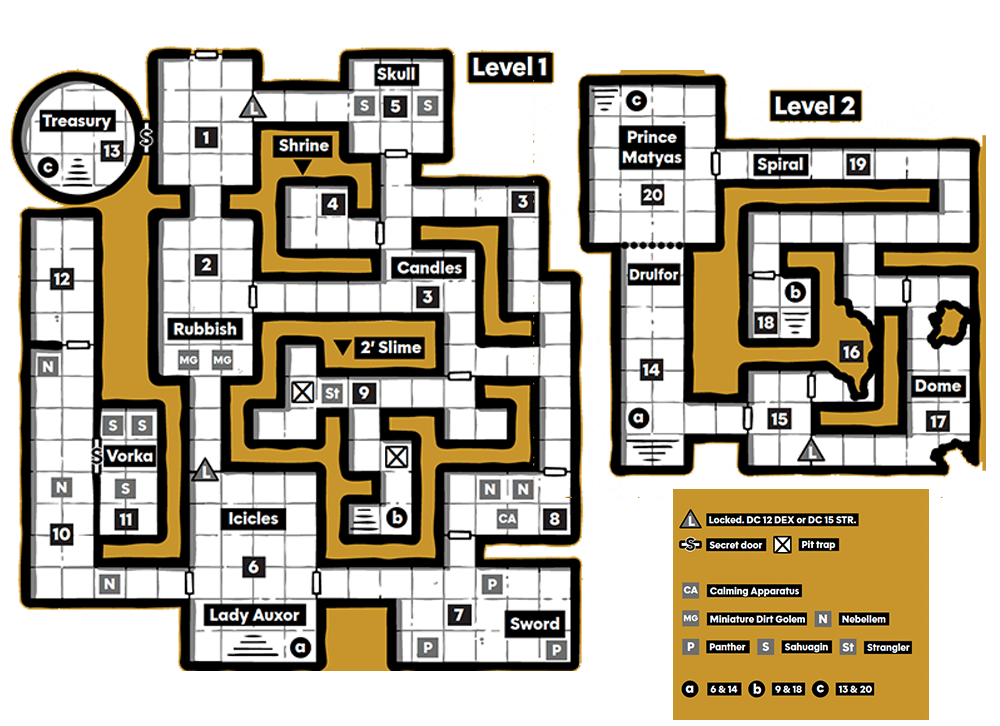 Level 1
Skull
S 5 S
L
Treasury
13
S
1
c
Shrine
4
3
12
2
Candles
3
Rubbish
MG MG
2' Slime
N
St 9
S S
S
Vorka
L
N
S
11
10
Icicles
b
N N
CA 8
6
N
P
7
Lady Auxor
Sword
a
P
P
Level 2
c
Prince
Matyas
Spiral 19
20
Drulfor
b
18
16
14
Dome
a
15
17
L
L Locked. DC 12 DEX or DC 15 STR.
S Secret door Pit trap
CA Calming Apparatus
MG Miniature Dirt Golem N Nebellem
P Panther S Sahuagin St Strangler
a 6 & 14 b 9 & 18 c 13 & 20